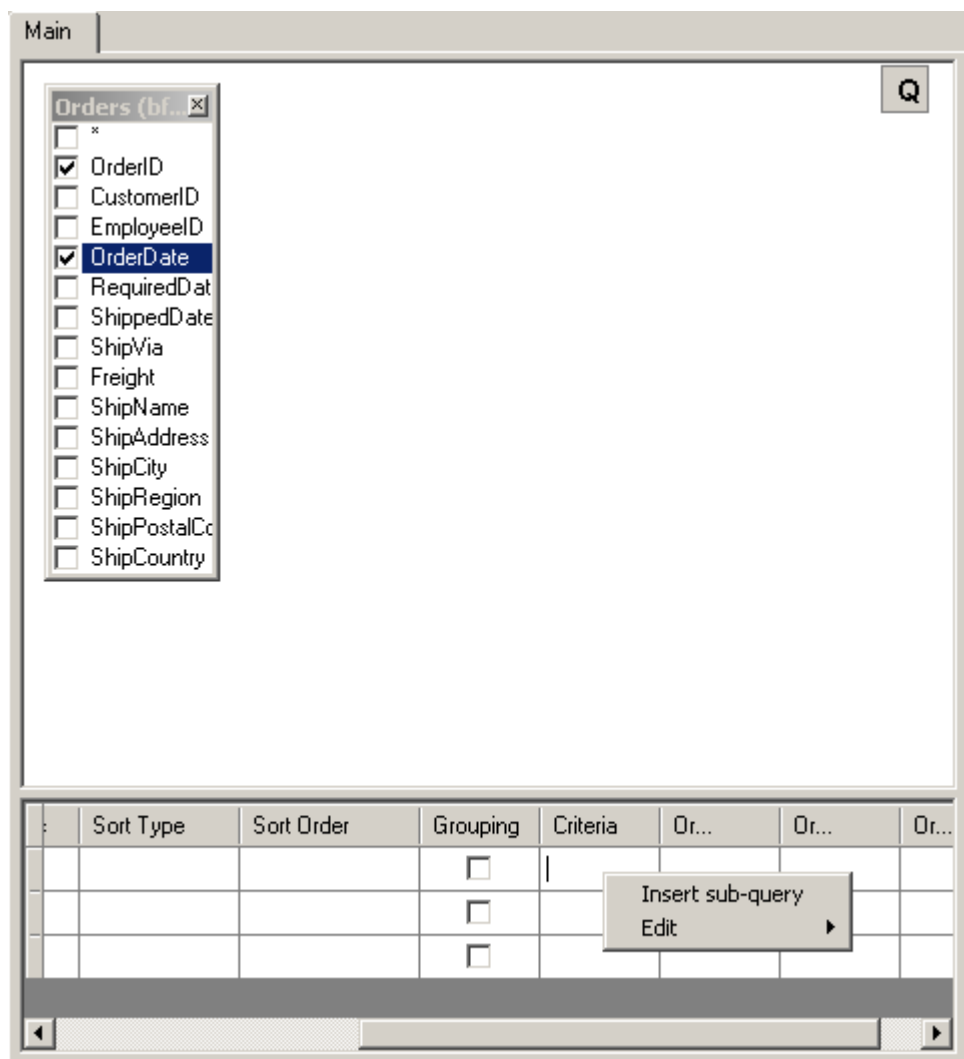 Main
Q
Orders (bf...
*
OrderID
CustomerID
EmployeeID
OrderDate
RequiredDat
ShippedDate
ShipVia
Freight
ShipName
ShipAddress
ShipCity
ShipRegion
ShipPostalCo
ShipCountry
Sort Type Sort Order Grouping Criteria Or... Or... Or...
Insert sub-query
Edit